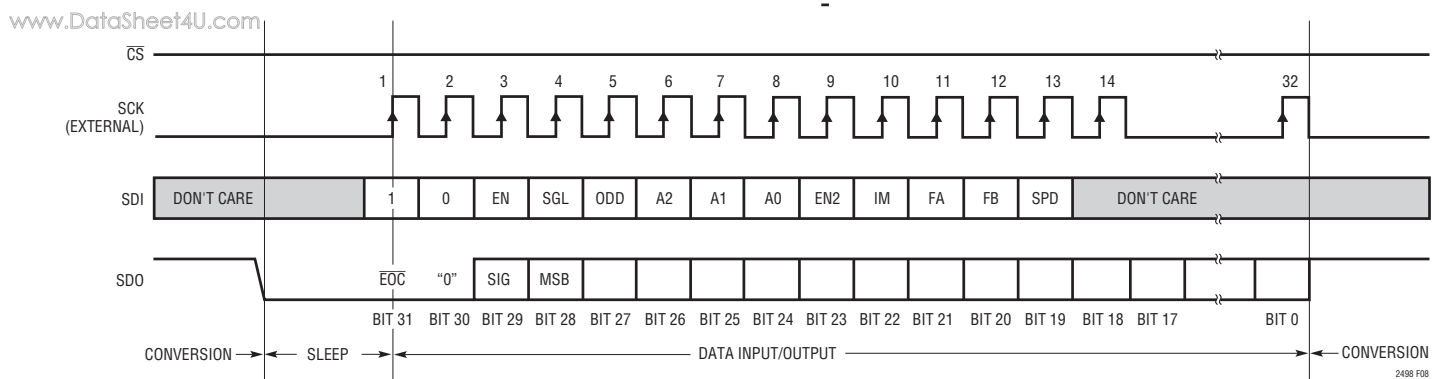 www.DataSheet4U.com
CS
1 2 3 4 5 6 7 8 9 10 11 12 13 14 32
SCK
(EXTERNAL)
SDI DON'T CARE 1 0 EN SGL ODD A2 A1 A0 EN2 IM FA FB SPD DON'T CARE
SDO EOC “0” SIG MSB
BIT 31 BIT 30 BIT 29 BIT 28 BIT 27 BIT 26 BIT 25 BIT 24 BIT 23 BIT 22 BIT 21 BIT 20 BIT 19 BIT 18 BIT 17 BIT 0
CONVERSION SLEEP DATA INPUT/OUTPUT CONVERSION
2498 F08